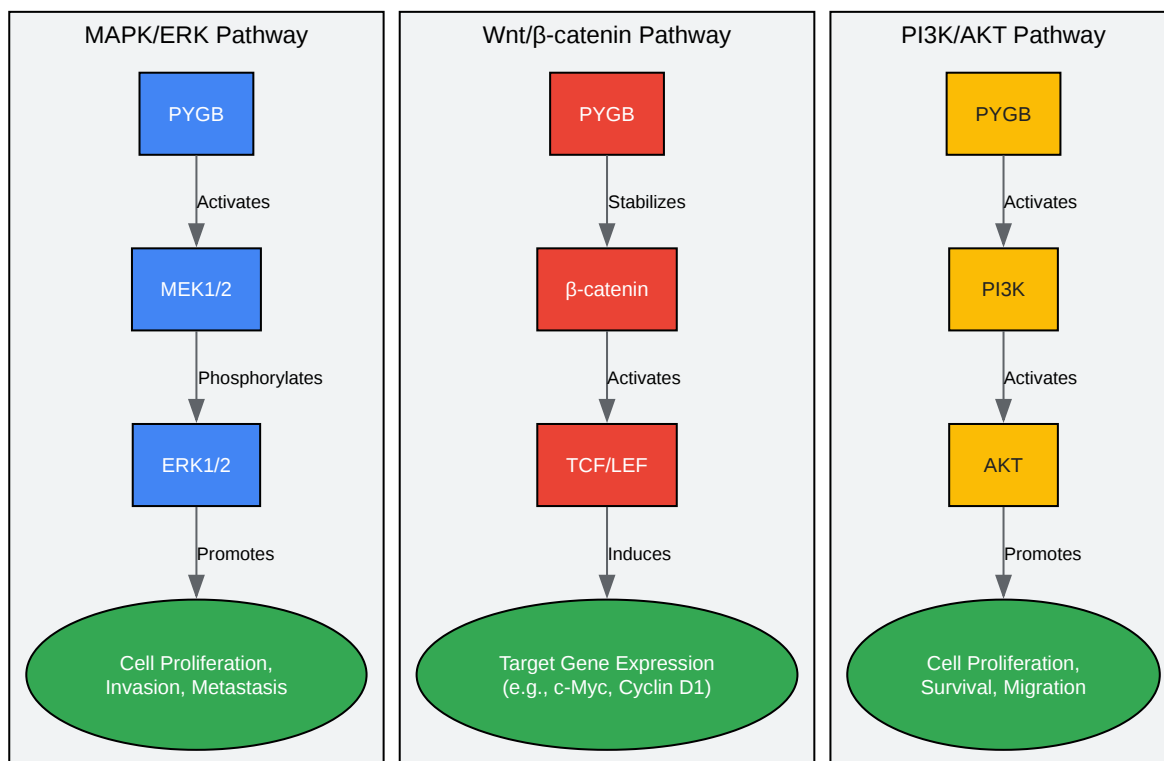 MAPK/ERK Pathway
PYGB
Activates
MEK1/2
Phosphorylates
ERK1/2
Promotes
Cell Proliferation,
Invasion, Metastasis
Wnt/β-catenin Pathway
PYGB
Stabilizes
β-catenin
Activates
TCF/LEF
Induces
Target Gene Expression
(e.g., c-Myc, Cyclin D1)
PI3K/AKT Pathway
PYGB
Activates
PI3K
Activates
AKT
Promotes
Cell Proliferation,
Survival, Migration